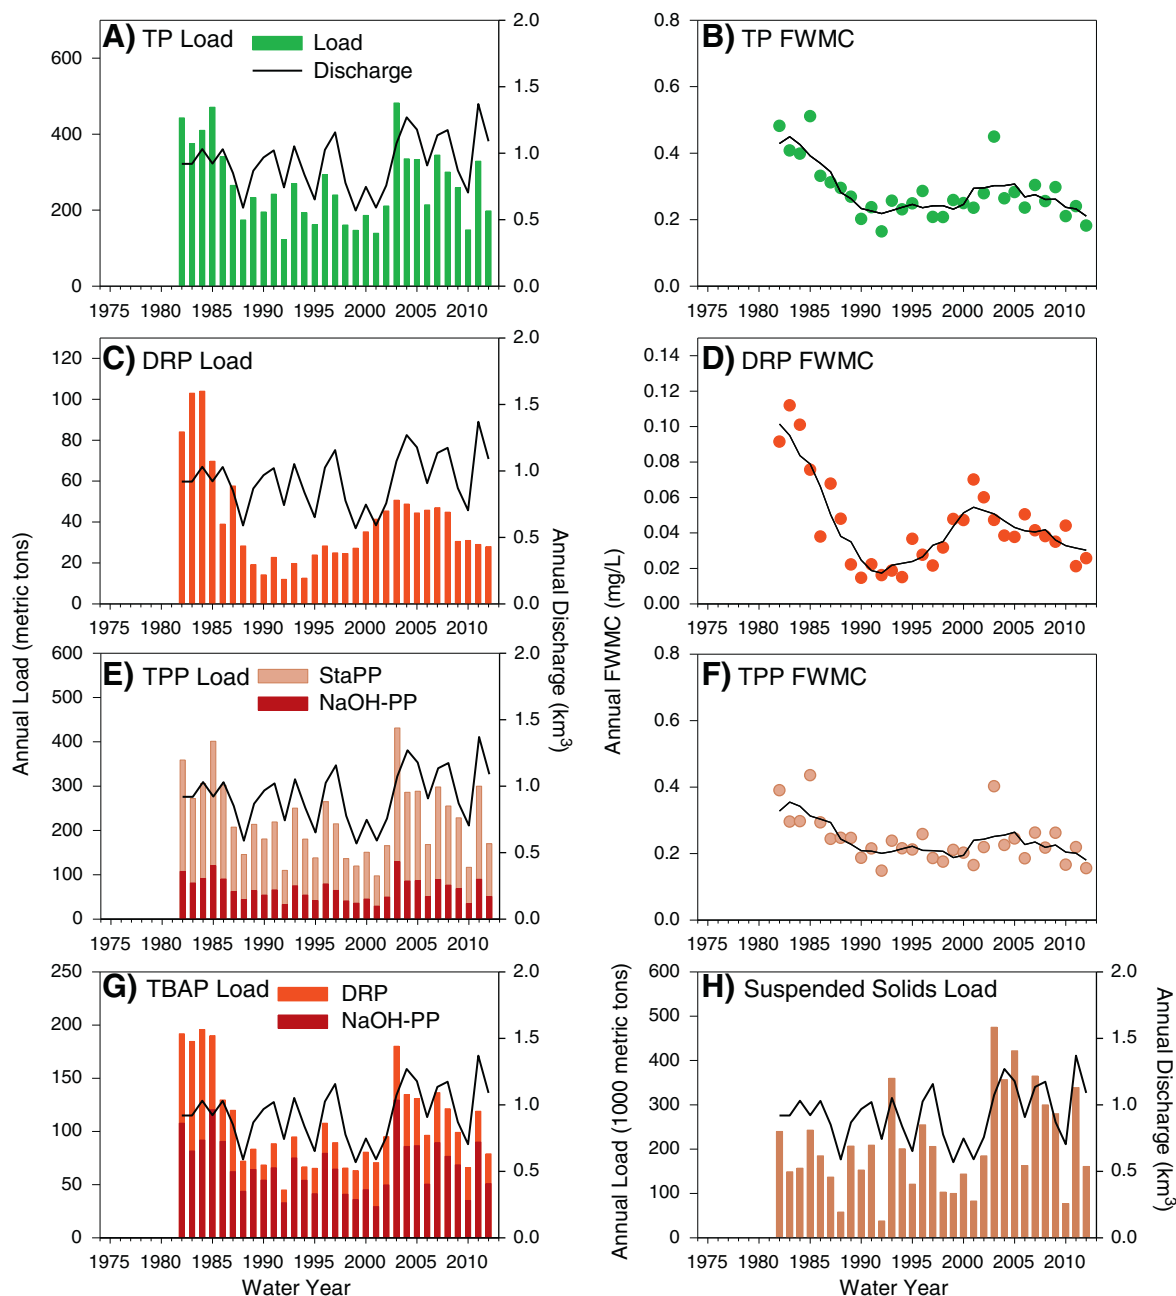 A) TP Load
Load
Discharge
600
400
200
0
2.0
1.5
1.0
0.5
0.0
1975 1980 1985 1990 1995 2000 2005 2010
B) TP FWMC
0.8
0.6
0.4
0.2
0.0
1975 1980 1985 1990 1995 2000 2005 2010
C) DRP Load
120
100
80
60
40
20
0
2.0
1.5
1.0
0.5
0.0
1975 1980 1985 1990 1995 2000 2005 2010
D) DRP FWMC
0.14
0.12
0.10
0.08
0.06
0.04
0.02
0.00
1975 1980 1985 1990 1995 2000 2005 2010
Annual Load (metric tons)
Annual Discharge (km3)
Annual FWMC (mg/L)
E) TPP Load
StaPP
NaOH-PP
600
500
400
300
200
100
0
2.0
1.5
1.0
0.5
0.0
1975 1980 1985 1990 1995 2000 2005 2010
F) TPP FWMC
0.8
0.6
0.4
0.2
0.0
1975 1980 1985 1990 1995 2000 2005 2010
G) TBAP Load
DRP
NaOH-PP
250
200
150
100
50
0
2.0
1.5
1.0
0.5
0.0
1975 1980 1985 1990 1995 2000 2005 2010
Water Year
H) Suspended Solids Load
Annual Load (1000 metric tons)
600
500
400
300
200
100
0
2.0
1.5
1.0
0.5
0.0
Annual Discharge (km3)
1975 1980 1985 1990 1995 2000 2005 2010
Water Year